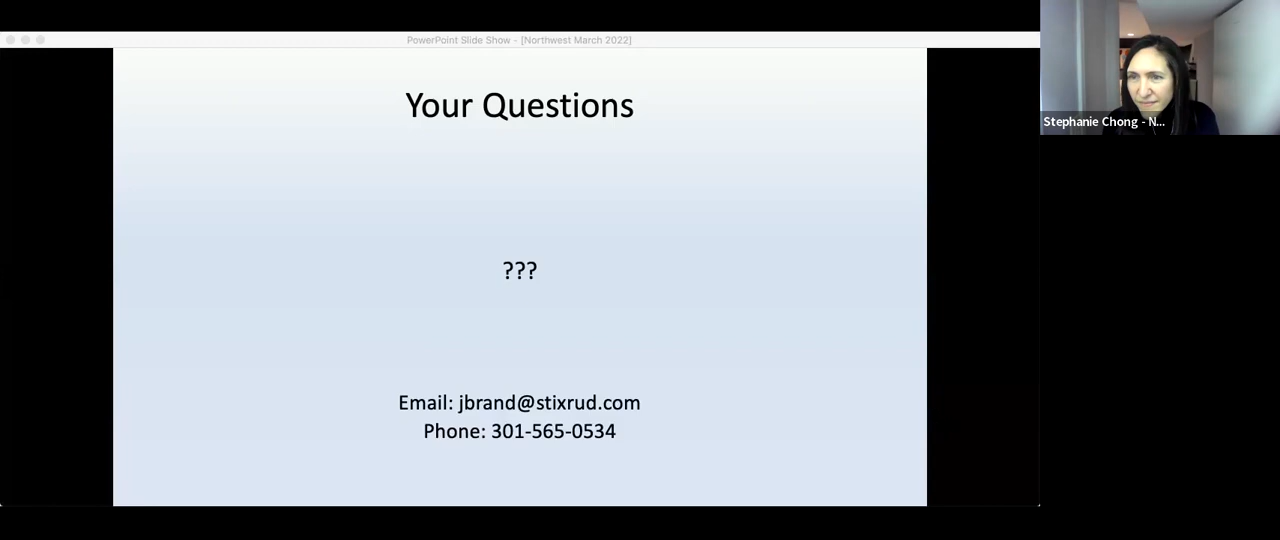 PowerPoint Slide Show - [Northwest March 2022]
Your Questions
???
Email: jbrand@stixrud.com
Phone: 301-565-0534
Stephanie Chong - N...